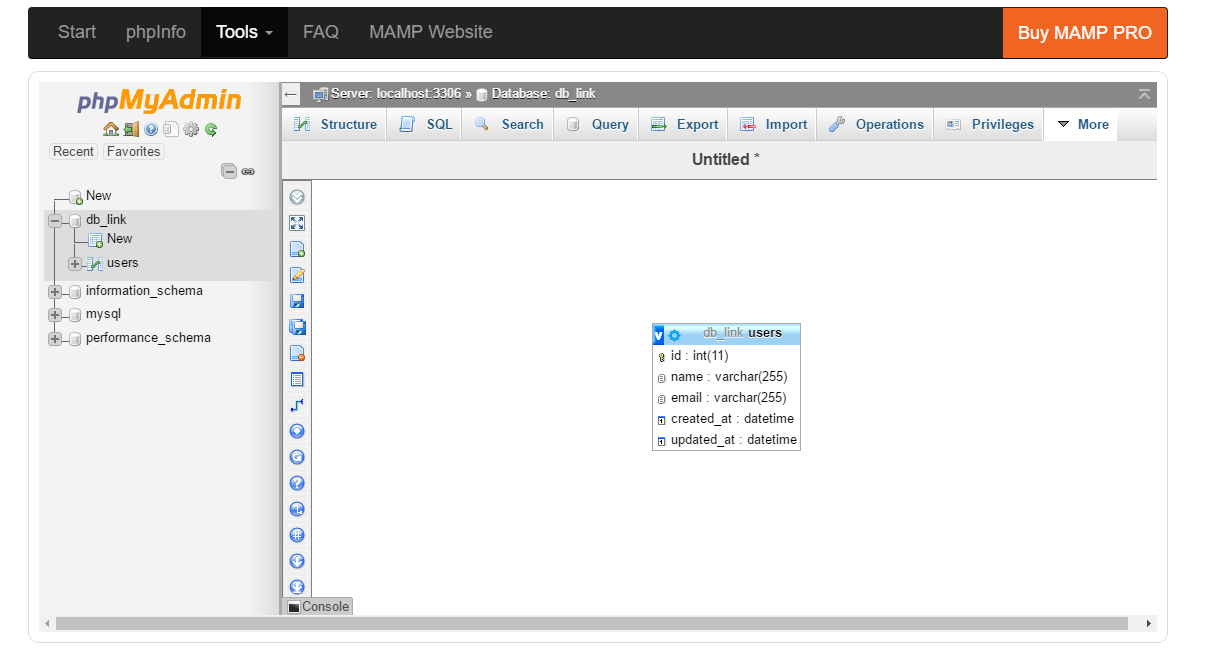 Start phpInfo Tools FAQ MAMP Website Buy MAMP PRO
phpMyAdmin
Recent Favorites
New
db_link
New
users
information_schema
mysql
performance_schema
Server: localhost:3306 » Database: db_link
Structure SQL Search Query Export Import Operations Privileges More
Untitled *
v db_link users
id : int(11)
name : varchar(255)
email : varchar(255)
created_at : datetime
updated_at : datetime
Console